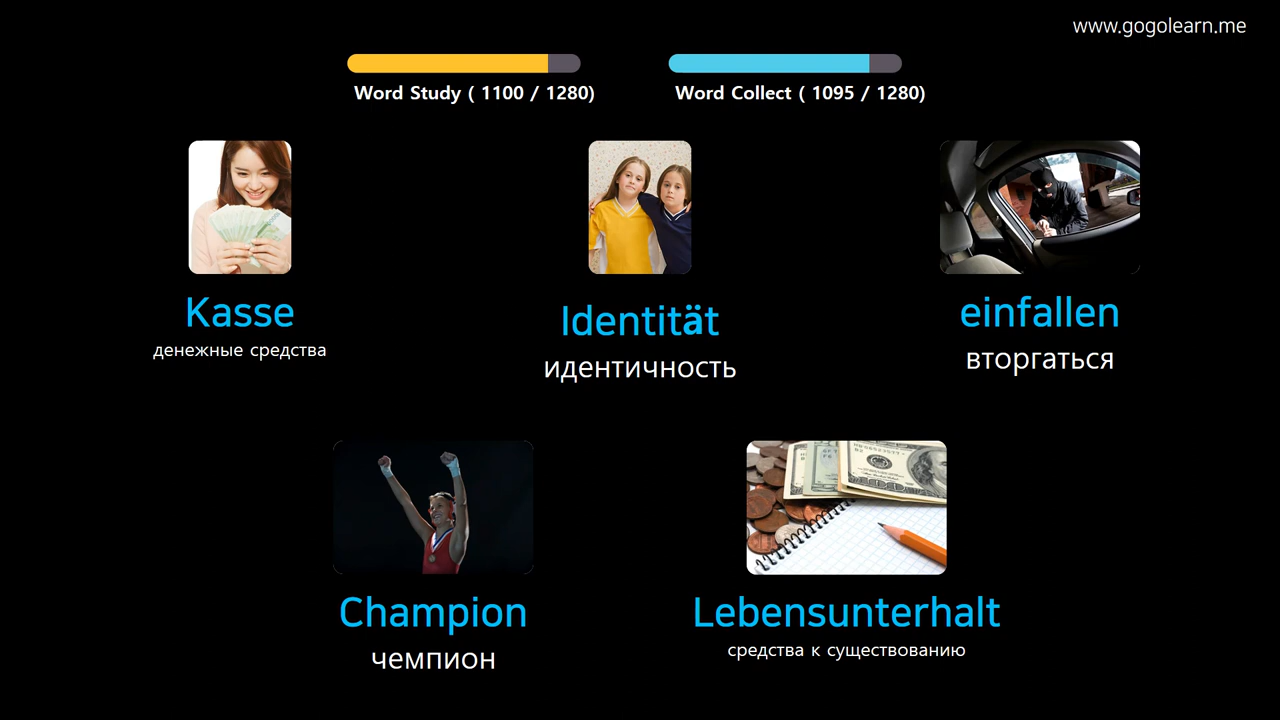 www.gogolearn.me
Word Study ( 1100 / 1280)
Word Collect ( 1095 / 1280)
Kasse
денежные средства
Identität
идентичность
einfallen
вторгаться
Champion
чемпион
Lebensunterhalt
средства к существованию